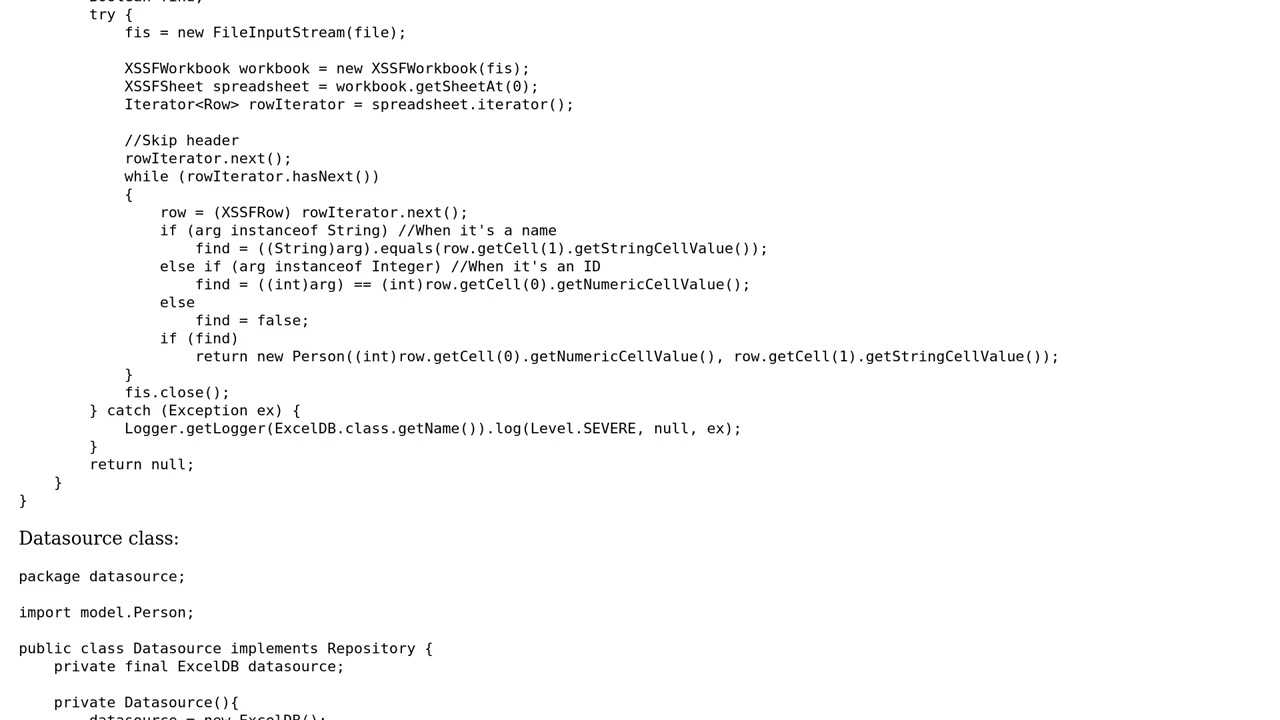 Boolean find;
try {
fis = new FileInputStream(file);
XSSFWorkbook workbook = new XSSFWorkbook(fis);
XSSFSheet spreadsheet = workbook.getSheetAt(0);
Iterator<Row> rowIterator = spreadsheet.iterator();
//Skip header
rowIterator.next();
while (rowIterator.hasNext())
{
row = (XSSFRow) rowIterator.next();
if (arg instanceof String) //When it's a name
find = ((String)arg).equals(row.getCell(1).getStringCellValue());
else if (arg instanceof Integer) //When it's an ID
find = ((int)arg) == (int)row.getCell(0).getNumericCellValue();
else
find = false;
if (find)
return new Person((int)row.getCell(0).getNumericCellValue(), row.getCell(1).getStringCellValue());
}
fis.close();
} catch (Exception ex) {
Logger.getLogger(ExcelDB.class.getName()).log(Level.SEVERE, null, ex);
}
return null;
}
}
Datasource class:
package datasource;
import model.Person;
public class Datasource implements Repository {
private final ExcelDB datasource;
private Datasource(){
datasource = new ExcelDB();